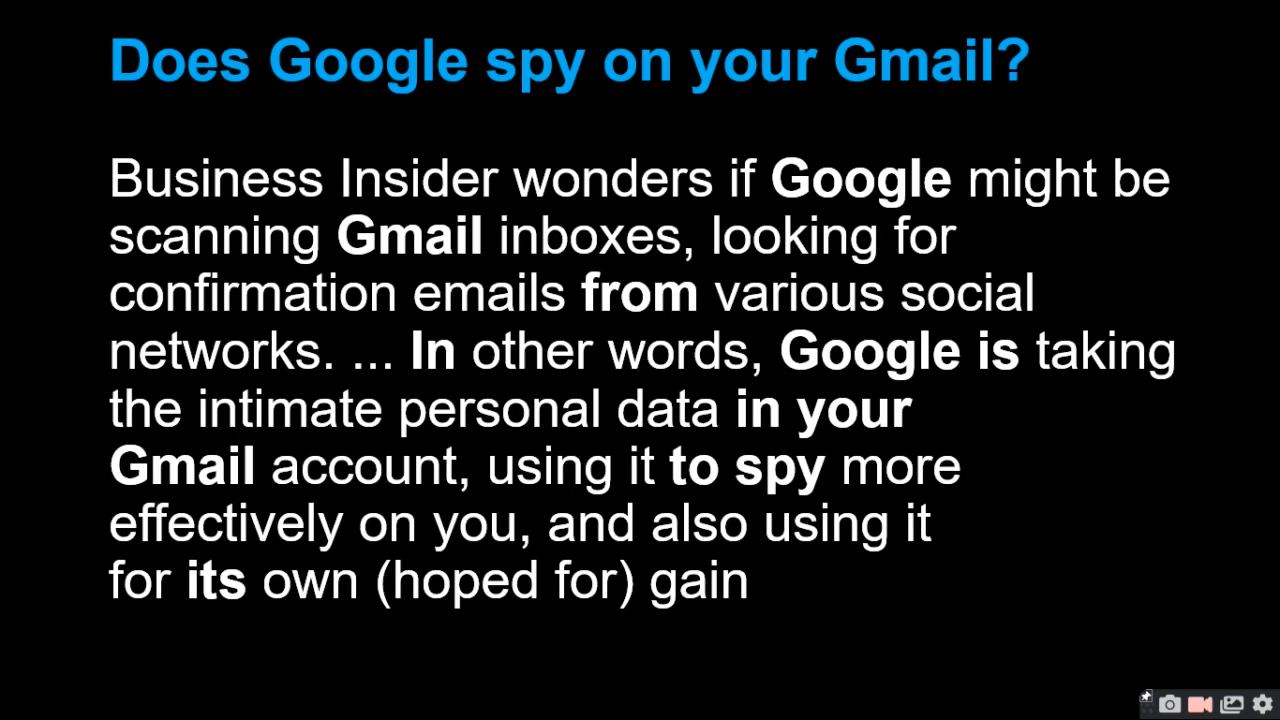 Does Google spy on your Gmail?
Business Insider wonders if Google might be
scanning Gmail inboxes, looking for
confirmation emails from various social
networks. ... In other words, Google is taking
the intimate personal data in your
Gmail account, using it to spy more
effectively on you, and also using it
for its own (hoped for) gain